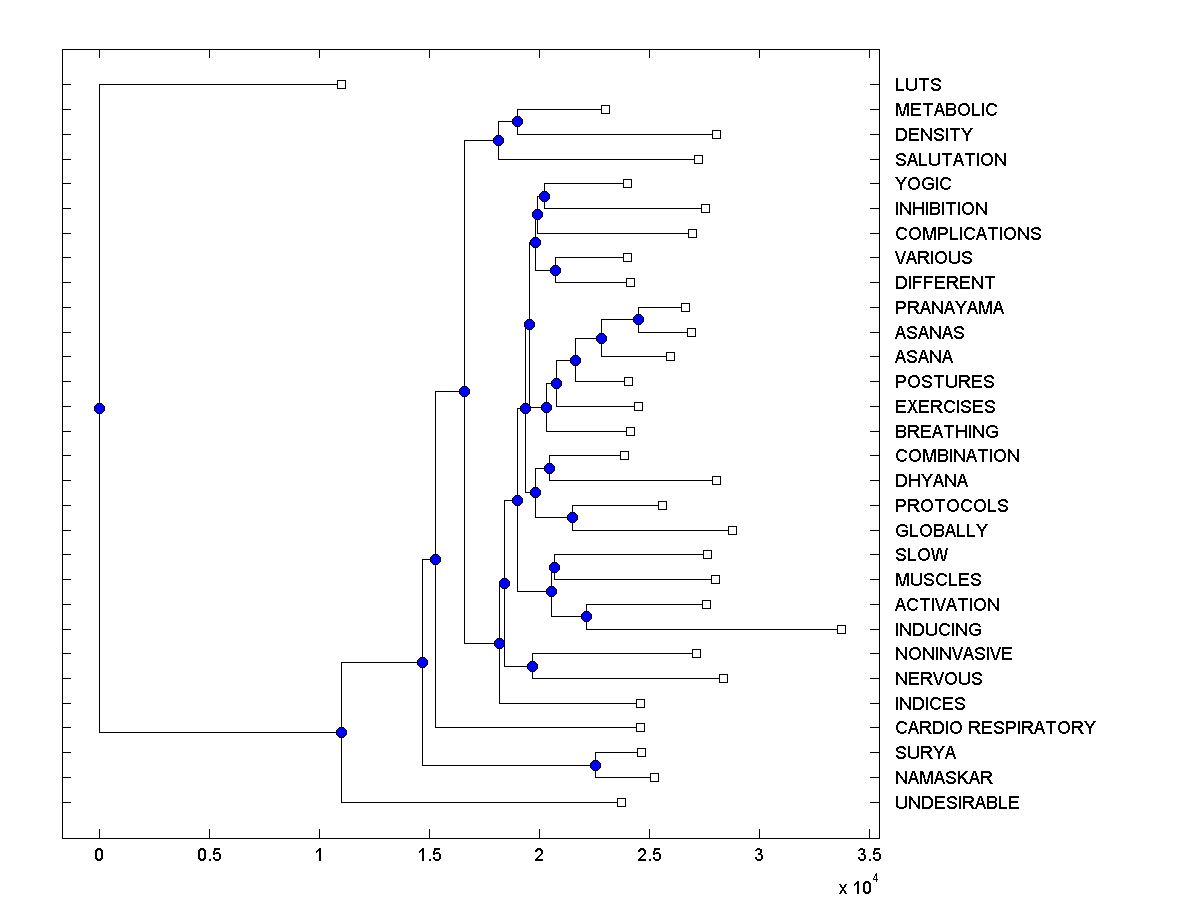 LUTS
METABOLIC
DENSITY
SALUTATION
YOGIC
INHIBITION
COMPLICATIONS
VARIOUS
DIFFERENT
PRANAYAMA
ASANAS
ASANA
POSTURES
EXERCISES
BREATHING
COMBINATION
DHYANA
PROTOCOLS
GLOBALLY
SLOW
MUSCLES
ACTIVATION
INDUCING
NONINVASIVE
NERVOUS
INDICES
CARDIO RESPIRATORY
SURYA
NAMASKAR
UNDESIRABLE
0 0.5 1 1.5 2 2.5 3 3.5
x 10^4